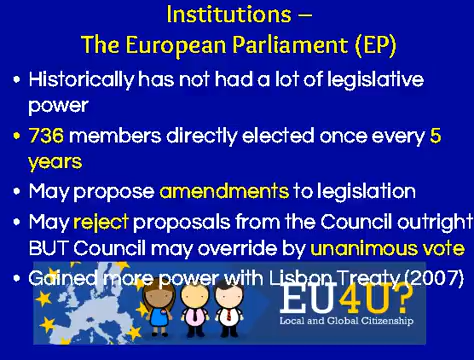 Institutions –
The European Parliament (EP)
• Historically has not had a lot of legislative
power
• 736 members directly elected once every 5
years
• May propose amendments to legislation
• May reject proposals from the Council outright
BUT Council may override by unanimous vote
• Gained more power with Lisbon Treaty (2007)
EU4U?
Local and Global Citizenship